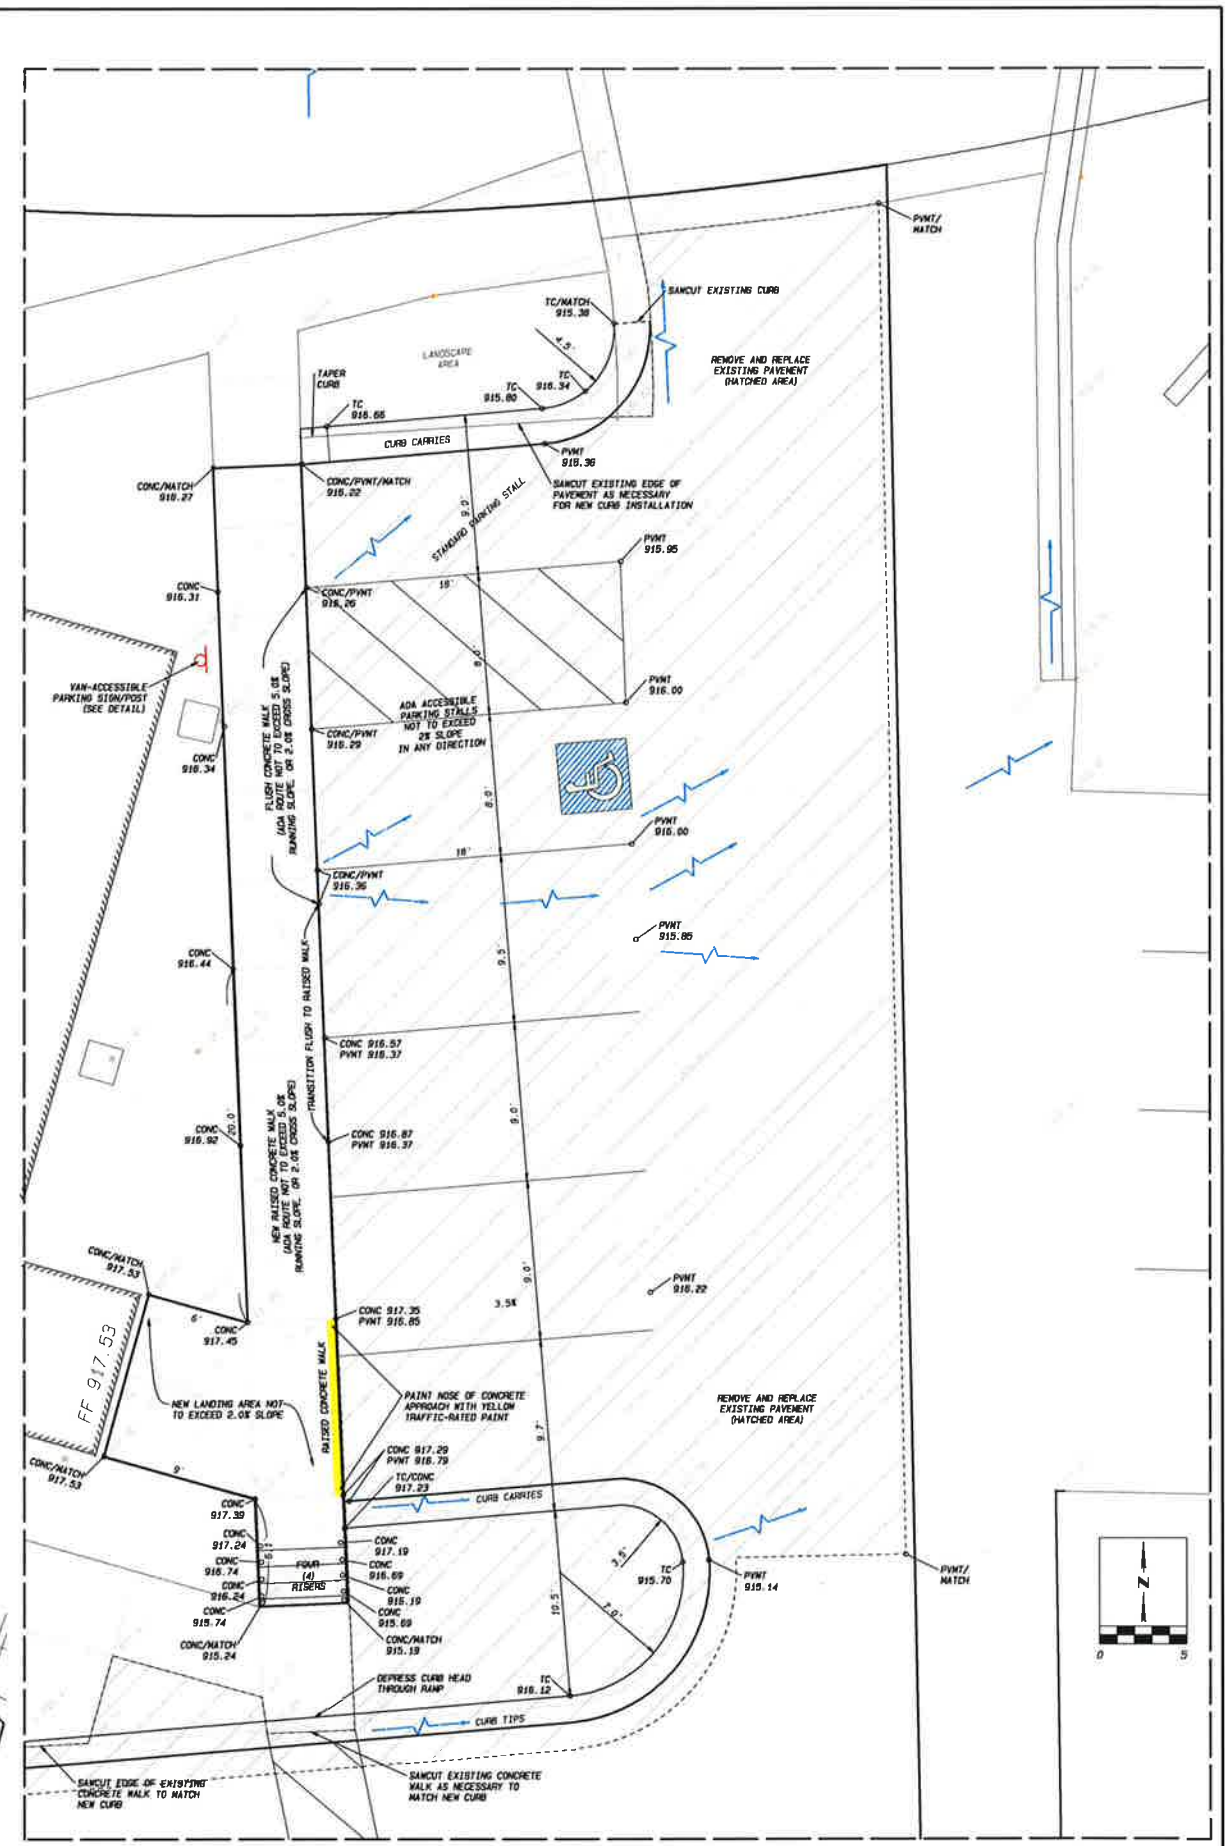 PVMT/
MATCH
SAWCUT EXISTING CURB
TC/MATCH
915.38
4.5'
REMOVE AND REPLACE
EXISTING PAVEMENT
(HATCHED AREA)
LANDSCAPE
AREA
TAPER
CURB
TC
916.34
TC
915.80
TC
916.66
CURB CARRIES
PVMT
916.36
CONC/MATCH
916.27
CONC/PVMT/MATCH
916.22
SAWCUT EXISTING EDGE OF
PAVEMENT AS NECESSARY
FOR NEW CURB INSTALLATION
9.0'
STANDARD PARKING STALL
PVMT
915.95
CONC
916.31
18'
CONC/PVMT
916.26
8.0'
VAN-ACCESSIBLE
PARKING SIGN/POST
(SEE DETAIL)
FLUSH CONCRETE WALK
(ADA ROUTE NOT TO EXCEED 5.0%
RUNNING SLOPE, OR 2.0% CROSS SLOPE)
PVMT
916.00
ADA ACCESSIBLE
PARKING STALLS
NOT TO EXCEED
2% SLOPE
IN ANY DIRECTION
CONC/PVMT
916.29
CONC
916.34
8.0'
PVMT
916.00
18'
CONC/PVMT
916.36
PVMT
915.86
CONC
916.44
9.5'
TRANSITION FLUSH TO RAISED WALK
CONC 916.57
PVMT 916.37
CONC
916.92
20.0'
9.0'
CONC 916.87
PVMT 916.37
NEW RAISED CONCRETE WALK
(ADA ROUTE NOT TO EXCEED 5.0%
RUNNING SLOPE, OR 2.0% CROSS SLOPE)
CONC/MATCH
917.53
9.0'
PVMT
916.22
3.5%
CONC 917.35
PVMT 916.85
6'
CONC
917.45
FF 917.53
RAISED CONCRETE WALK
NEW LANDING AREA NOT
TO EXCEED 2.0% SLOPE
PAINT NOSE OF CONCRETE
APPROACH WITH YELLOW
TRAFFIC-RATED PAINT
REMOVE AND REPLACE
EXISTING PAVEMENT
(HATCHED AREA)
9.7'
CONC 917.29
PVMT 916.79
CONC/MATCH
917.53
9'
TC/CONC
917.23
CURB CARRIES
CONC
917.39
CONC
917.24
CONC
917.19
CONC
916.74
FOUR
(4)
RISERS
CONC
916.69
CONC
916.24
CONC
916.19
CONC
915.74
CONC
915.69
CONC/MATCH
915.24
CONC/MATCH
915.19
3.5'
TC
915.70
PVMT
915.14
PVMT/
MATCH
10.5'
7.0'
N
0 5
DEPRESS CURB HEAD
THROUGH RAMP
TC
916.12
CURB TIPS
SAWCUT EDGE OF EXISTING
CONCRETE WALK TO MATCH
NEW CURB
SAWCUT EXISTING CONCRETE
WALK AS NECESSARY TO
MATCH NEW CURB